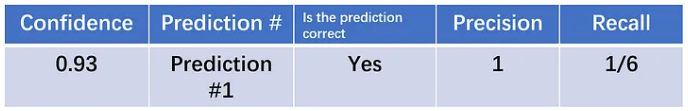 Confidence
Prediction #
Is the prediction
correct
Precision
Recall
0.93
Prediction
#1
Yes
1
1/6